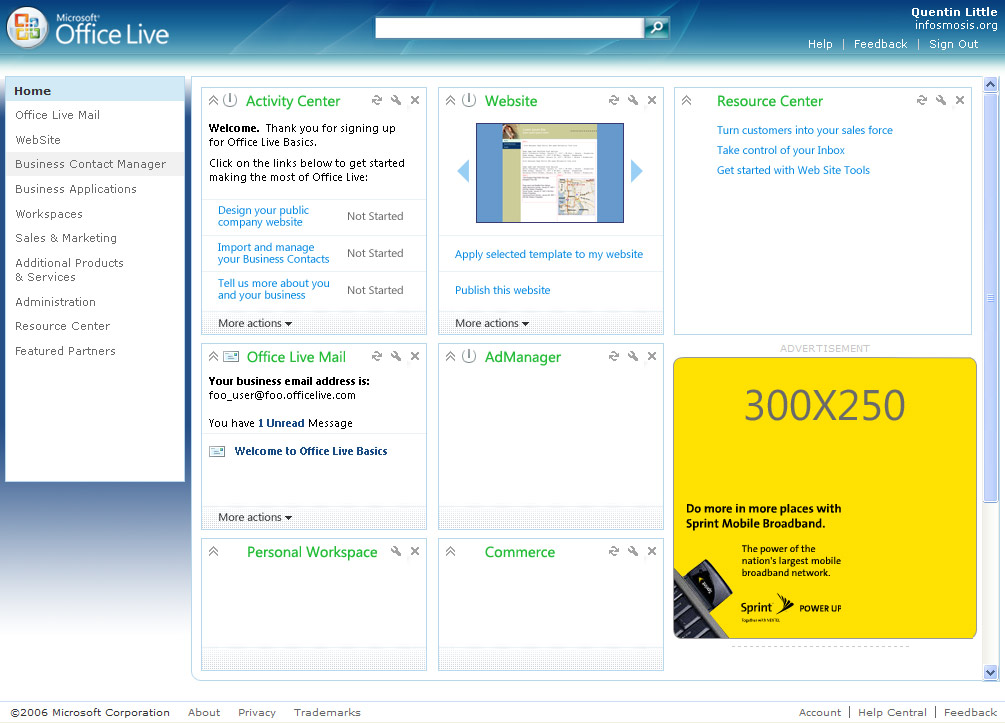 Microsoft®
Office Live
Quentin Little
infosmosis.org
Help | Feedback | Sign Out
Home
Office Live Mail
WebSite
Business Contact Manager
Business Applications
Workspaces
Sales & Marketing
Additional Products
& Services
Administration
Resource Center
Featured Partners
Activity Center
Welcome. Thank you for signing up
for Office Live Basics.
Click on the links below to get started
making the most of Office Live:
Design your public
company website
Not Started
Import and manage
your Business Contacts
Not Started
Tell us more about you
and your business
Not Started
More actions
Website
Apply selected template to my website
Publish this website
More actions
Resource Center
Turn customers into your sales force
Take control of your Inbox
Get started with Web Site Tools
Office Live Mail
Your business email address is:
foo_user@foo.officelive.com
You have 1 Unread Message
Welcome to Office Live Basics
More actions
AdManager
ADVERTISEMENT
300X250
Do more in more places with
Sprint Mobile Broadband.
The power of the
nation's largest mobile
broadband network.
Sprint
Sprint POWER UP
Together with NEXTEL
Personal Workspace
Commerce
©2006 Microsoft Corporation About Privacy Trademarks
Account | Help Central | Feedback